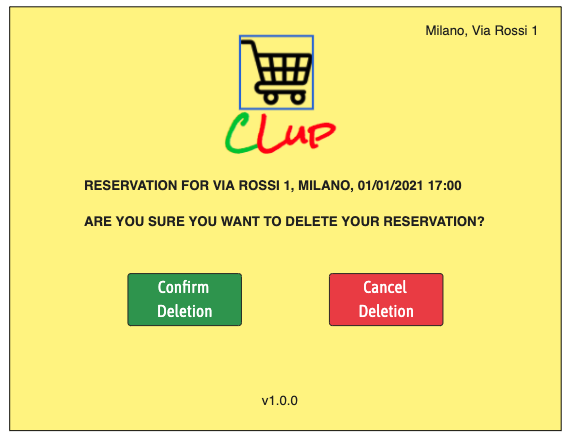 Milano, Via Rossi 1
CLup
RESERVATION FOR VIA ROSSI 1, MILANO, 01/01/2021 17:00
ARE YOU SURE YOU WANT TO DELETE YOUR RESERVATION?
Confirm
Deletion
Cancel
Deletion
v1.0.0